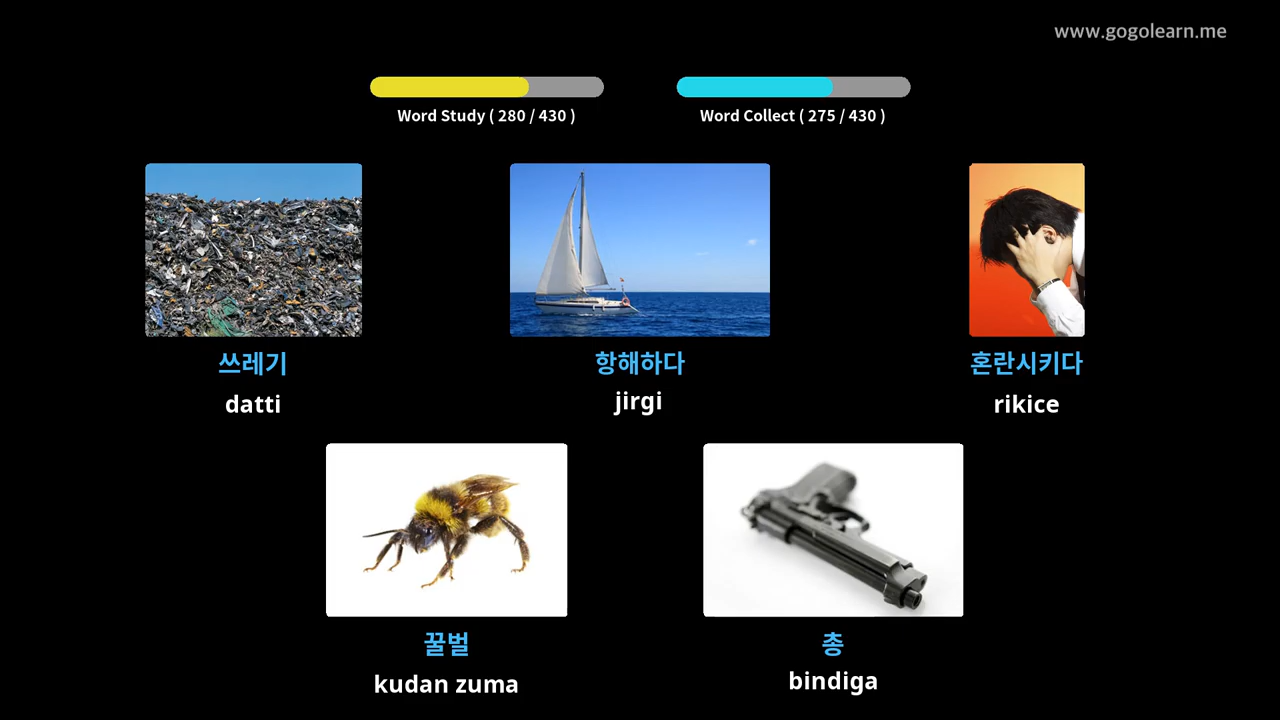 www.gogolearn.me
Word Study ( 280 / 430 )
Word Collect ( 275 / 430 )
쓰레기
datti
항해하다
jirgi
혼란시키다
rikice
꿀벌
kudan zuma
총
bindiga